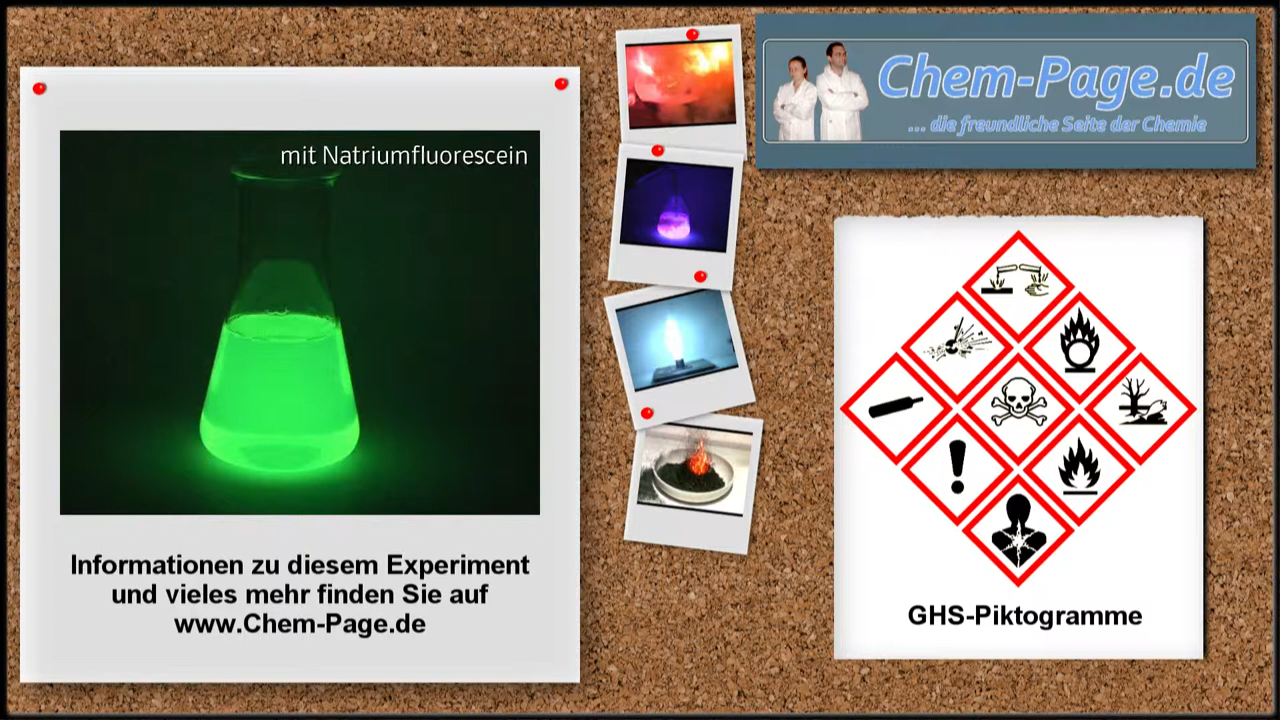 mit Natriumfluorescein
Informationen zu diesem Experiment
und vieles mehr finden Sie auf
www.Chem-Page.de
Chem-Page.de
... die freundliche Seite der Chemie
GHS-Piktogramme